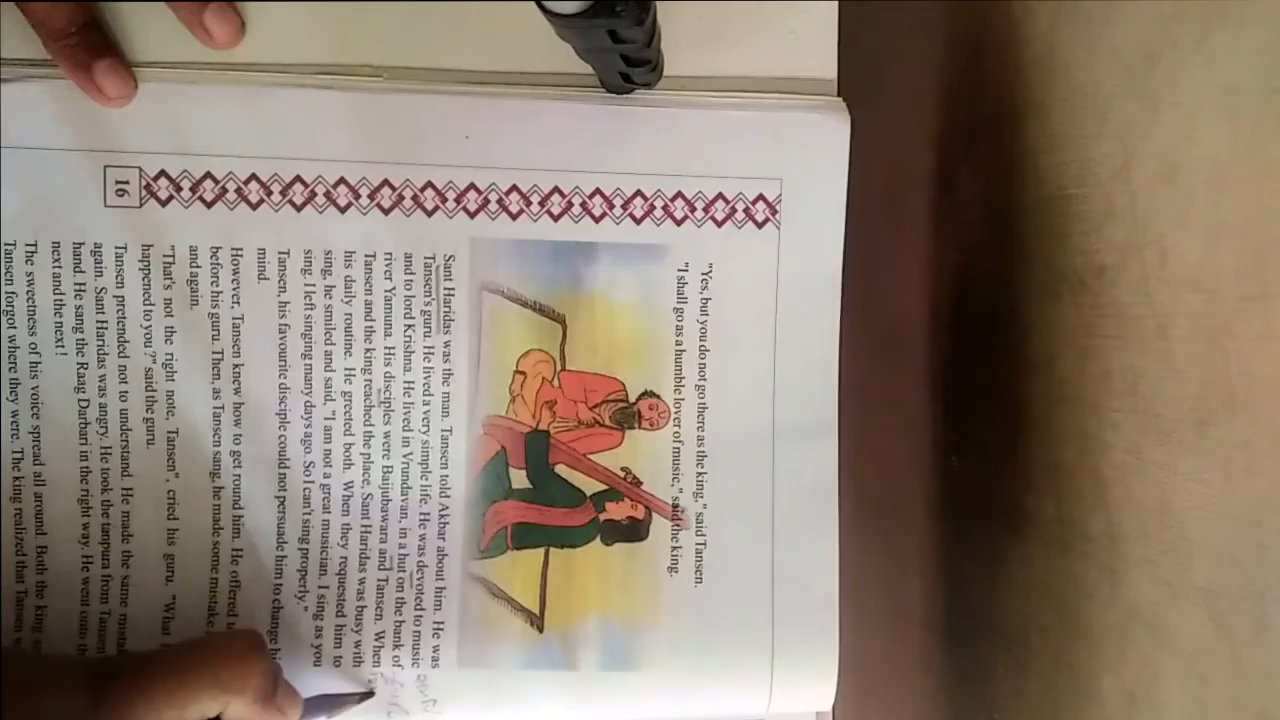 "Yes, but you do not go there as the king," said Tansen.
"I shall go as a humble lover of music," said the king.
Sant Haridas was the man. Tansen told Akbar about him. He was
Tansen's guru. He lived a very simple life. He was devoted to music
and to lord Krishna. He lived in Vrundavan, in a hut on the bank of
river Yamuna. His disciples were Baijubawara and Tansen. When
Tansen and the king reached the place, Sant Haridas was busy with
his daily routine. He greeted both. When they requested him to
sing, he smiled and said, "I am not a great musician. I sing as you
sing. I left singing many days ago. So I can't sing properly."
Tansen, his favourite disciple could not persuade him to change
mind.
However, Tansen knew how to get round him. He offered
before his guru. Then, as Tansen sang, he made some
and again.
"That's not the right note, Tansen", cried his guru. "What
happened to you ?" said the guru.
Tansen pretended not to understand. He made the same
again. Sant Haridas was angry. He took the tanpura from Tansen
hand. He sang the Raag Darbari in the right way. He went onto
next and the next !
The sweetness of his voice spread all around. Both the king
Tansen forgot where they were. The king realized that Tansen
16